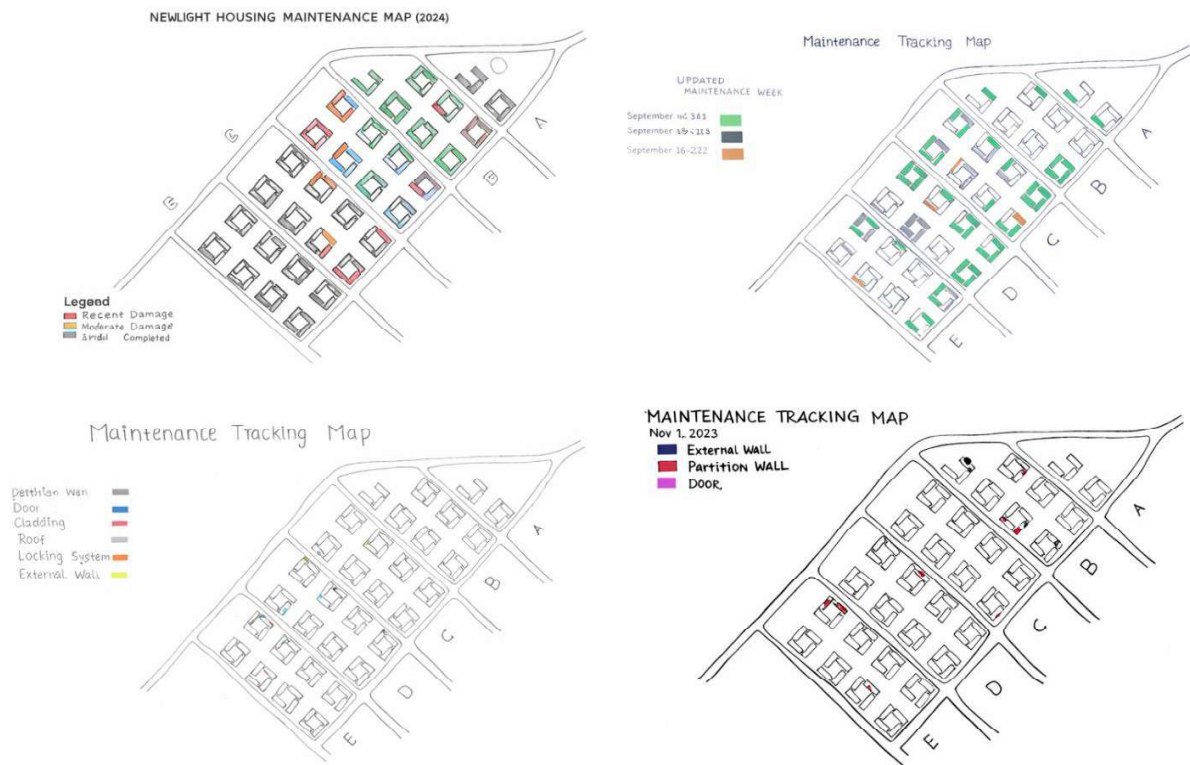 NEWLIGHT HOUSING MAINTENANCE MAP (2024)
A
B
Legend
Recent Damage
Moderate Damage
Completed
Maintenance Tracking Map
UPDATED
MAINTENANCE WEEK
September
September
September 16-222
A
B
C
D
E
Maintenance Tracking Map
Door
Cladding
Roof
Locking System
External Wall
A
B
C
D
E
MAINTENANCE TRACKING MAP
Nov 1, 2023
External WALL
Partition WALL
DOOR,
A
B
C
D
E